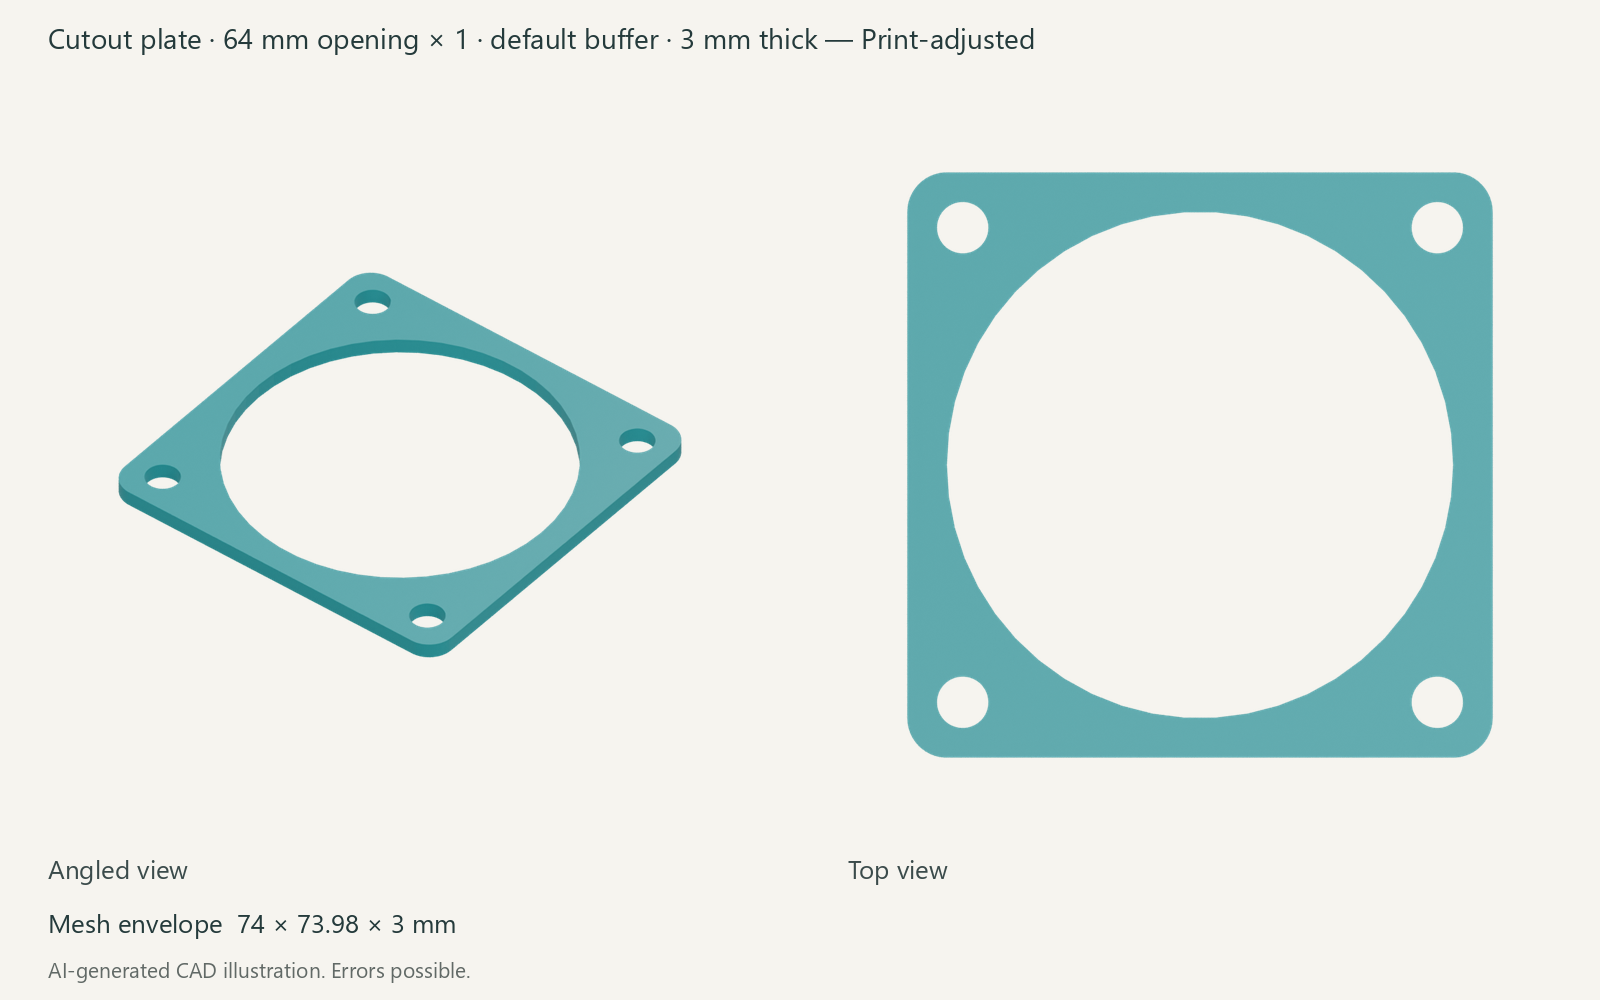 Cutout plate · 64 mm opening × 1 · default buffer · 3 mm thick — Print-adjusted
Angled view
Top view
Mesh envelope 74 × 73.98 × 3 mm
AI-generated CAD illustration. Errors possible.